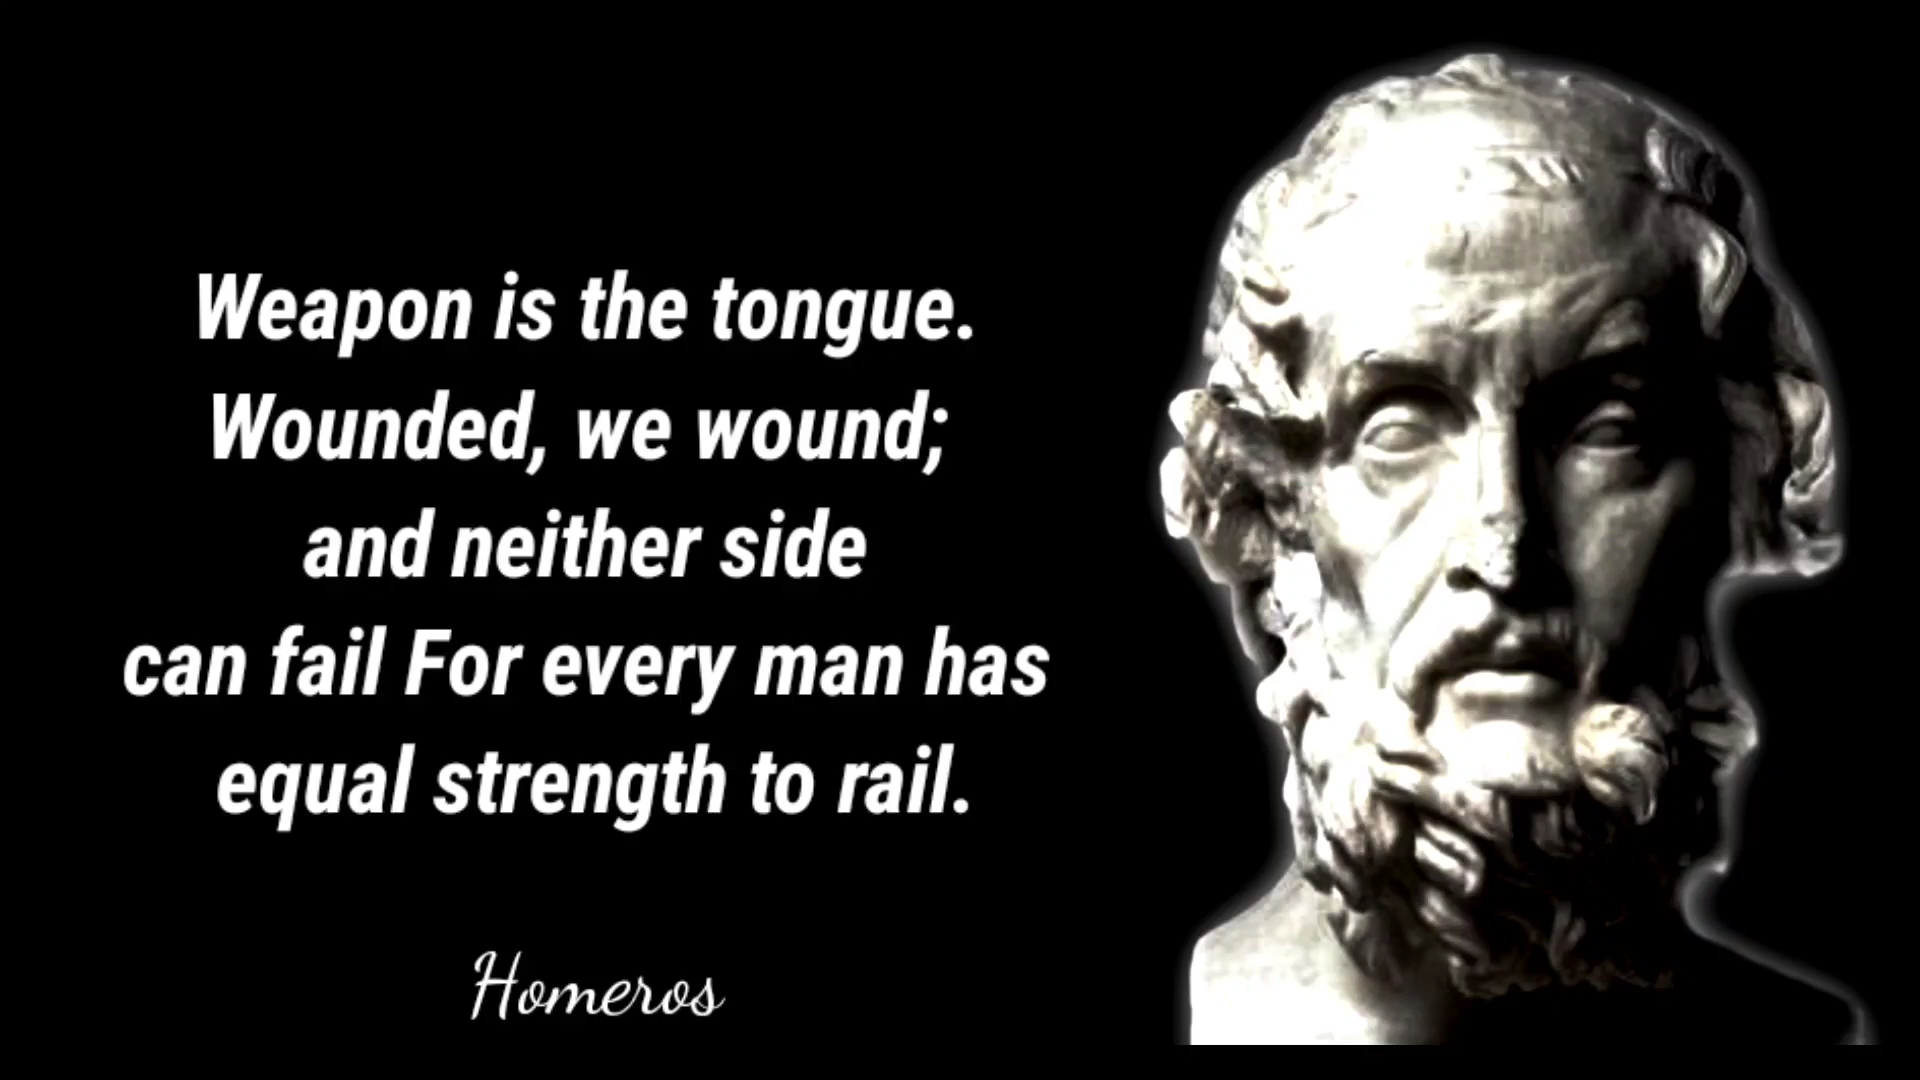 Weapon is the tongue.
Wounded, we wound;
and neither side
can fail For every man has
equal strength to rail.
Homeros